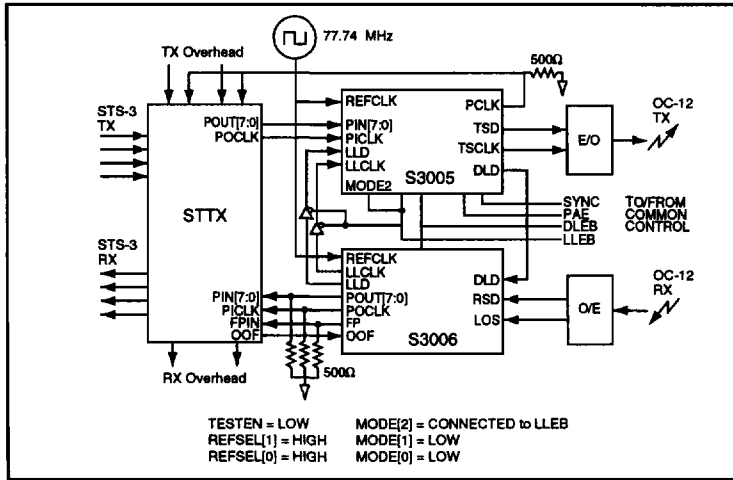 77.74 MHz
TX Overhead
500Ω
STS-3
TX
POUT[7:0]
POCLK
REFCLK
PIN[7:0]
PICLK
LLD
LLCLK
MODE2
S3005
PCLK
TSD
TSCLK
DLD
E/O
OC-12
TX
STTX
SYNC
PAE
DLEB
LLEB
TO/FROM
COMMON
CONTROL
STS-3
RX
PIN[7:0]
PICLK
FPIN
OOF
REFCLK
LLCLK
LLD
POUT[7:0]
POCLK
FP
OOF
S3006
DLD
RSD
LOS
O/E
OC-12
RX
RX Overhead
500Ω
TESTEN = LOW MODE[2] = CONNECTED to LLEB
REFSEL[1] = HIGH MODE[1] = LOW
REFSEL[0] = HIGH MODE[0] = LOW